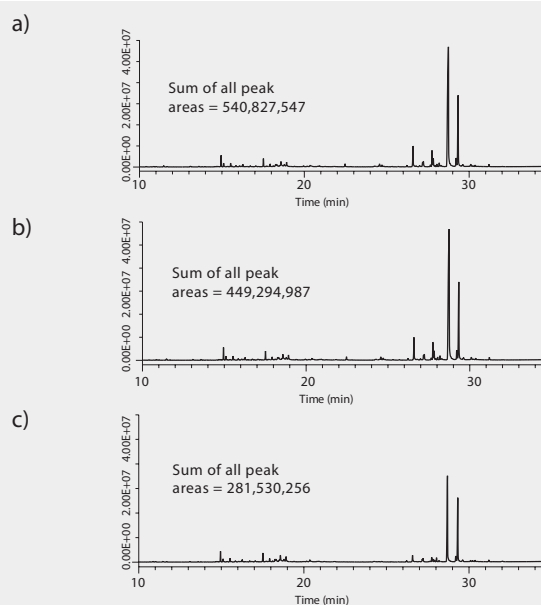 a)
4.00E+07
2.00E+07
0.00E+00
Sum of all peak
areas = 540,827,547
10 20 30
Time (min)
b)
4.00E+07
2.00E+07
0.00E+00
Sum of all peak
areas = 449,294,987
10 20 30
Time (min)
c)
4.00E+07
2.00E+07
0.00E+00
Sum of all peak
areas = 281,530,256
10 20 30
Time (min)